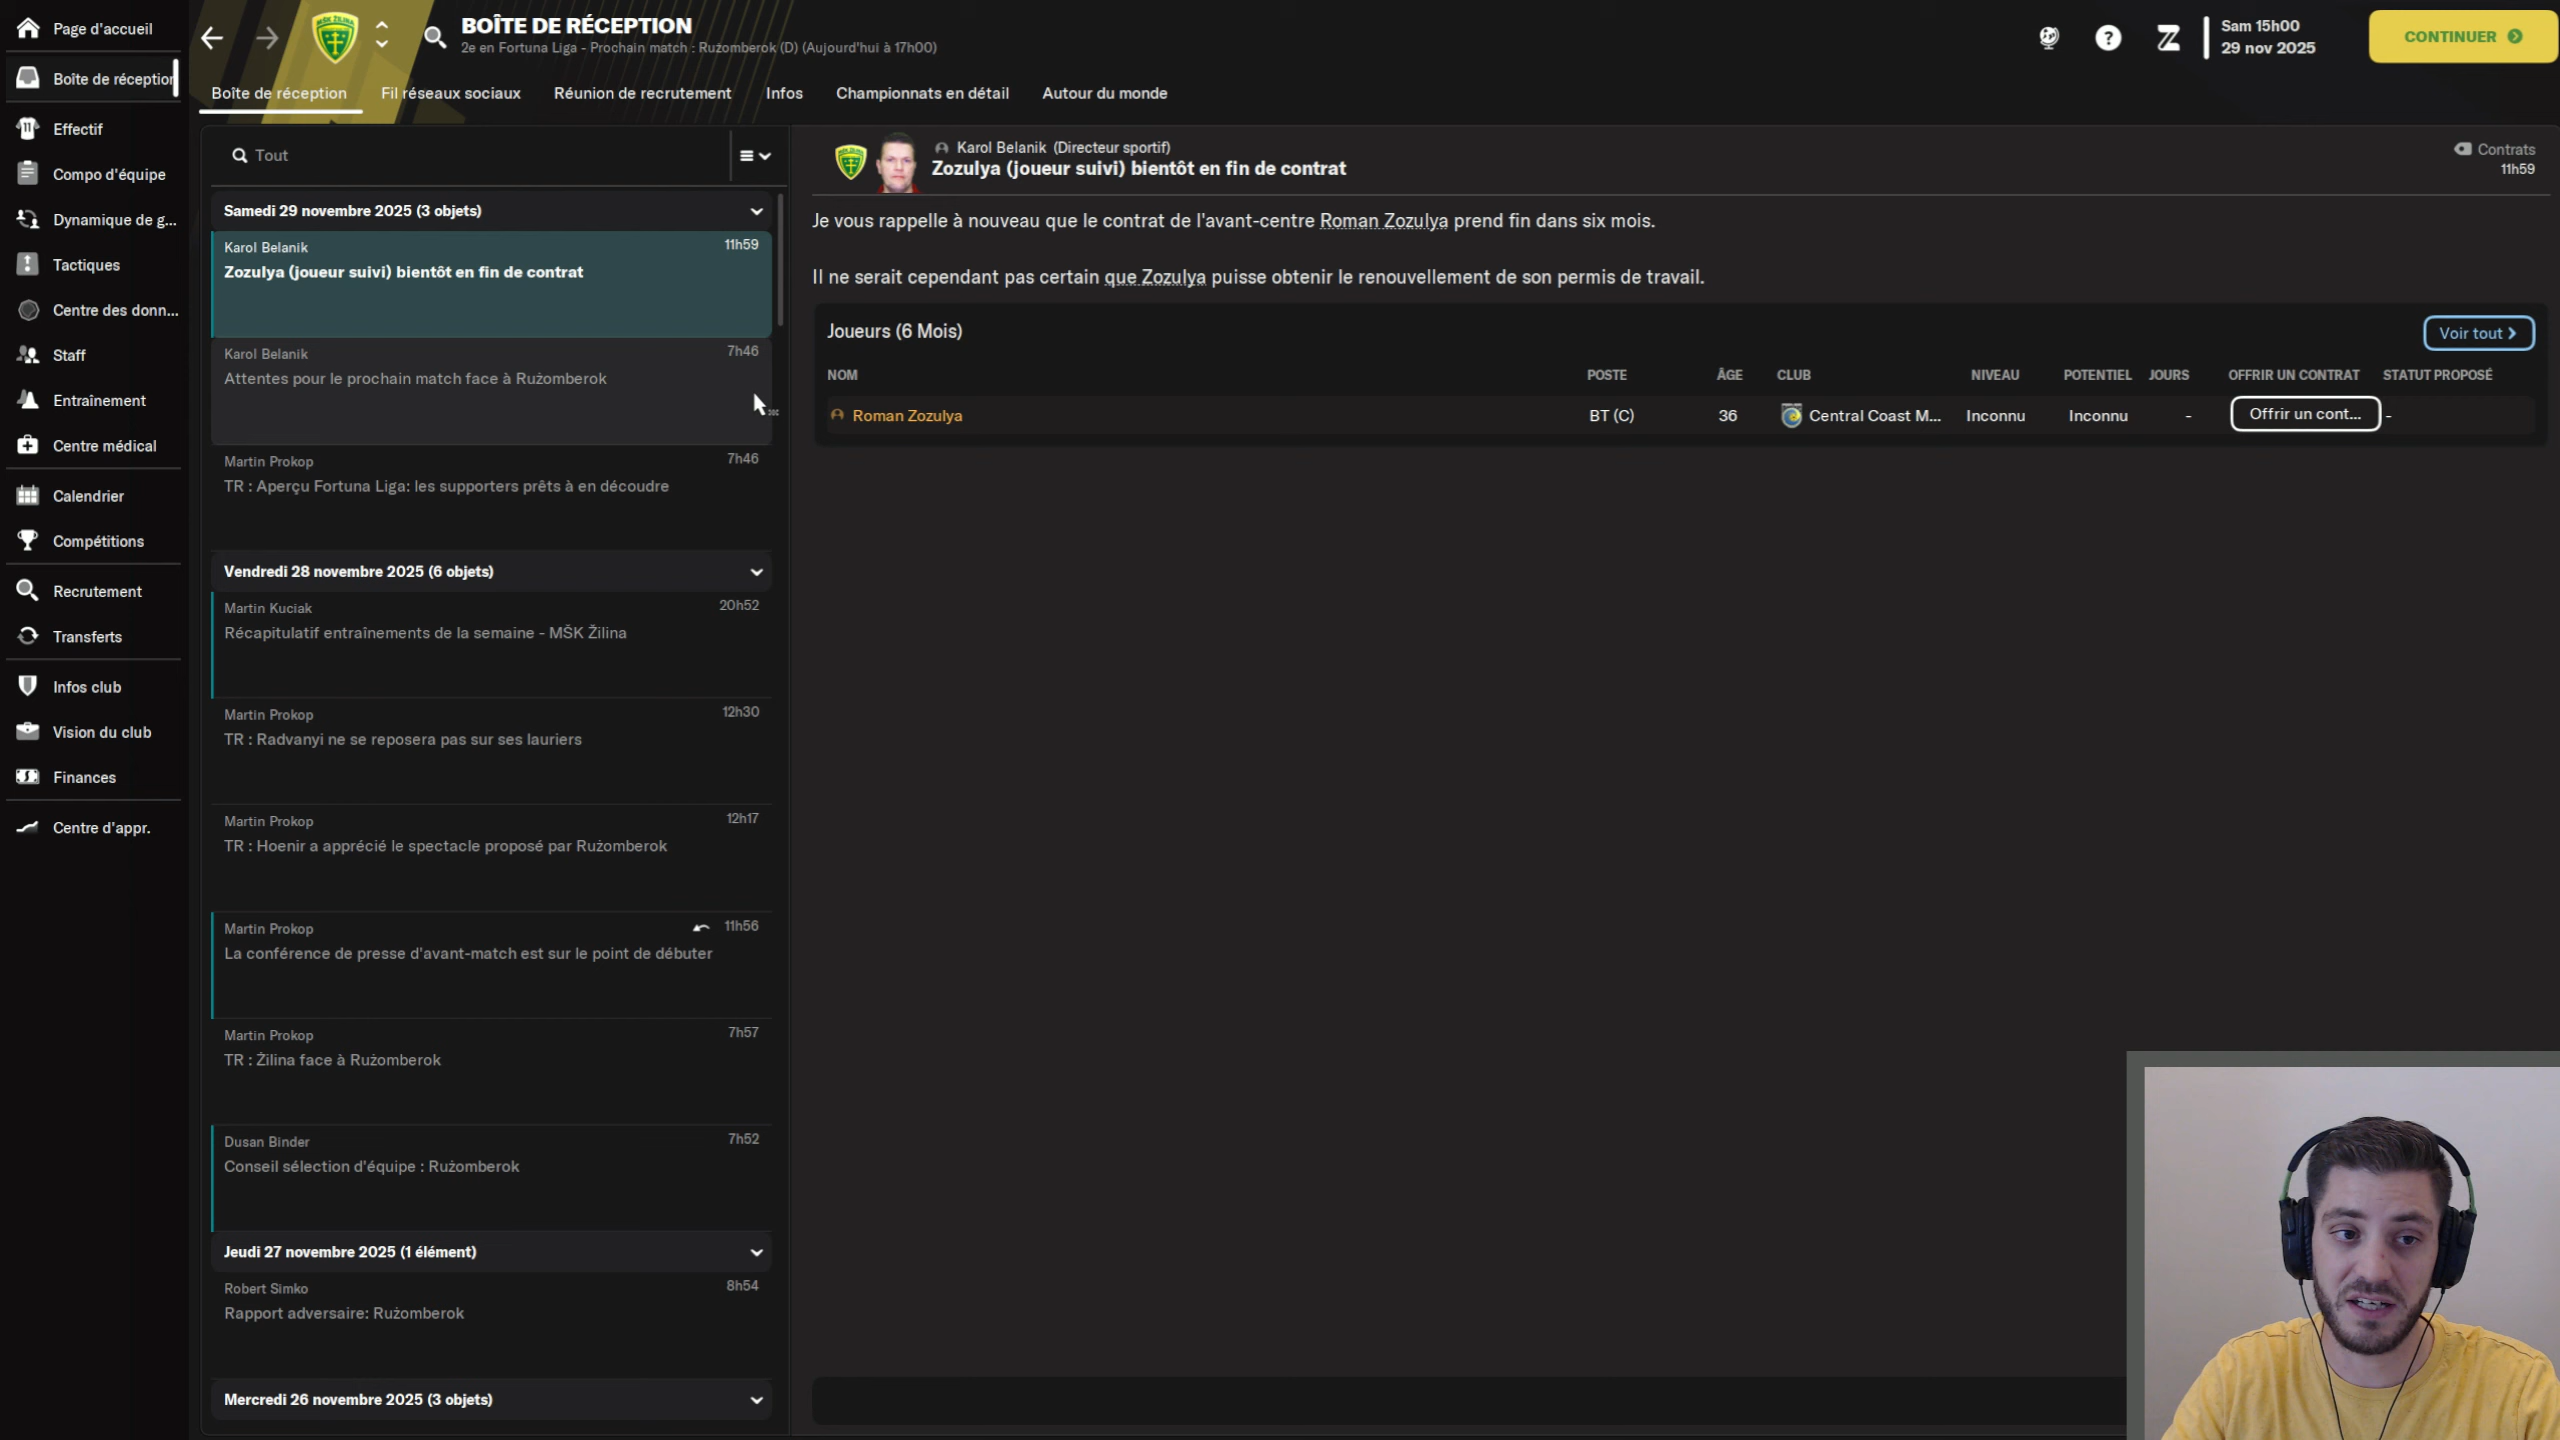 Page d'accueil
Boîte de réception
Effectif
Compo d'équipe
Dynamique de g...
Tactiques
Centre des donn...
Staff
Entraînement
Centre médical
Calendrier
Compétitions
Recrutement
Transferts
Infos club
Vision du club
Finances
Centre d'appr.
MŠK ŽILINA
BOÎTE DE RÉCEPTION
2e en Fortuna Liga - Prochain match : Ružomberok (D) (Aujourd'hui à 17h00)
Sam 15h00
29 nov 2025
CONTINUER
Boîte de réception
Fil réseaux sociaux
Réunion de recrutement
Infos
Championnats en détail
Autour du monde
Tout
Samedi 29 novembre 2025 (3 objets)
Karol Belanik 11h59
Zozulya (joueur suivi) bientôt en fin de contrat
Karol Belanik 7h46
Attentes pour le prochain match face à Ružomberok
Martin Prokop 7h46
TR : Aperçu Fortuna Liga: les supporters prêts à en découdre
Vendredi 28 novembre 2025 (6 objets)
Martin Kuciak 20h52
Récapitulatif entraînements de la semaine - MŠK Žilina
Martin Prokop 12h30
TR : Radvanyi ne se reposera pas sur ses lauriers
Martin Prokop 12h17
TR : Hoenir a apprécié le spectacle proposé par Ružomberok
Martin Prokop 11h56
La conférence de presse d'avant-match est sur le point de débuter
Martin Prokop 7h57
TR : Žilina face à Ružomberok
Dusan Binder 7h52
Conseil sélection d'équipe : Ružomberok
Jeudi 27 novembre 2025 (1 élément)
Robert Simko 8h54
Rapport adversaire: Ružomberok
Mercredi 26 novembre 2025 (3 objets)
Karol Belanik (Directeur sportif)
Zozulya (joueur suivi) bientôt en fin de contrat
Contrats
11h59
Je vous rappelle à nouveau que le contrat de l'avant-centre Roman Zozulya prend fin dans six mois.
Il ne serait cependant pas certain que Zozulya puisse obtenir le renouvellement de son permis de travail.
Joueurs (6 Mois)
Voir tout
NOM POSTE ÂGE CLUB NIVEAU POTENTIEL JOURS OFFRIR UN CONTRAT STATUT PROPOSÉ
Roman Zozulya BT (C) 36 Central Coast M... Inconnu Inconnu - Offrir un cont... -